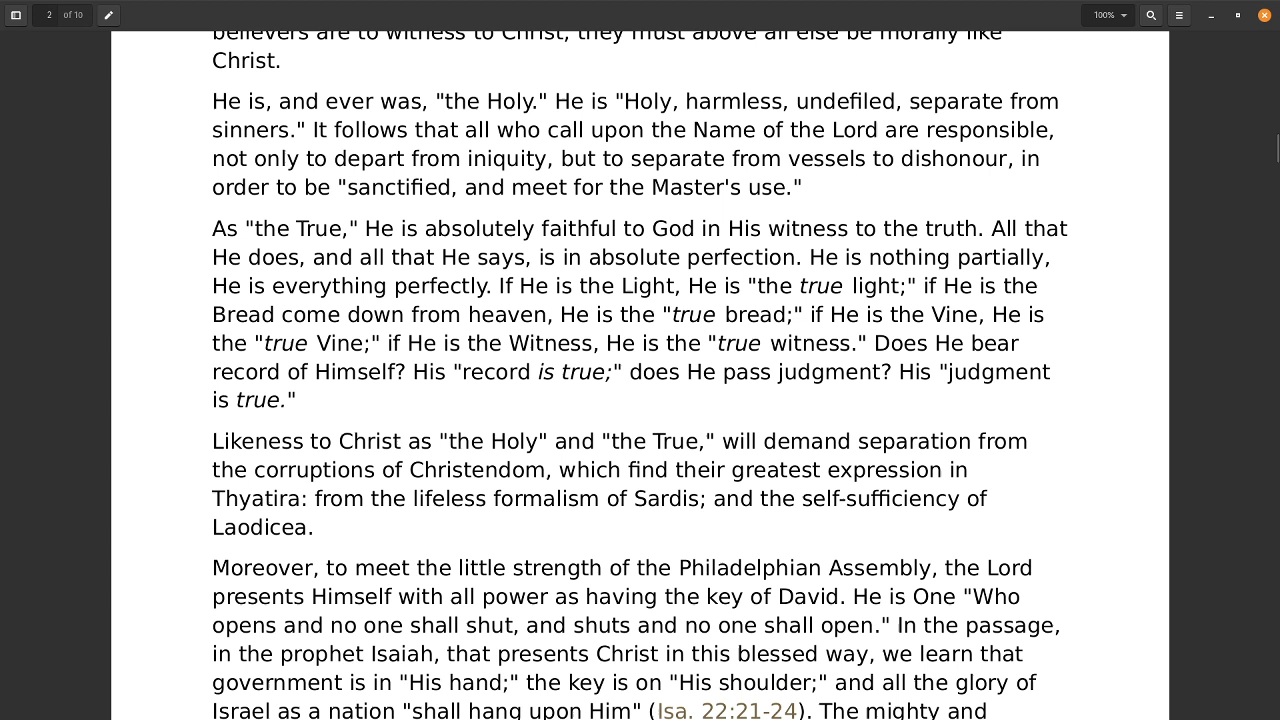 2 of 10
100%
believers are to witness to Christ, they must above all else be morally like
Christ.
He is, and ever was, "the Holy." He is "Holy, harmless, undefiled, separate from
sinners." It follows that all who call upon the Name of the Lord are responsible,
not only to depart from iniquity, but to separate from vessels to dishonour, in
order to be "sanctified, and meet for the Master's use."
As "the True," He is absolutely faithful to God in His witness to the truth. All that
He does, and all that He says, is in absolute perfection. He is nothing partially,
He is everything perfectly. If He is the Light, He is "the true light;" if He is the
Bread come down from heaven, He is the "true bread;" if He is the Vine, He is
the "true Vine;" if He is the Witness, He is the "true witness." Does He bear
record of Himself? His "record is true;" does He pass judgment? His "judgment
is true."
Likeness to Christ as "the Holy" and "the True," will demand separation from
the corruptions of Christendom, which find their greatest expression in
Thyatira: from the lifeless formalism of Sardis; and the self-sufficiency of
Laodicea.
Moreover, to meet the little strength of the Philadelphian Assembly, the Lord
presents Himself with all power as having the key of David. He is One "Who
opens and no one shall shut, and shuts and no one shall open." In the passage,
in the prophet Isaiah, that presents Christ in this blessed way, we learn that
government is in "His hand;" the key is on "His shoulder;" and all the glory of
Israel as a nation "shall hang upon Him" (Isa. 22:21-24). The mighty and